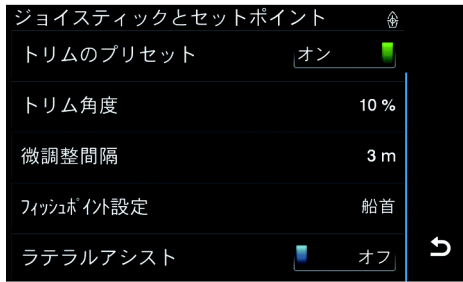 ジョイスティックとセットポイント
トリムのプリセット オン
トリム角度 10 %
微調整間隔 3 m
フィッシュポイント設定 船首
ラテラルアシスト オフ